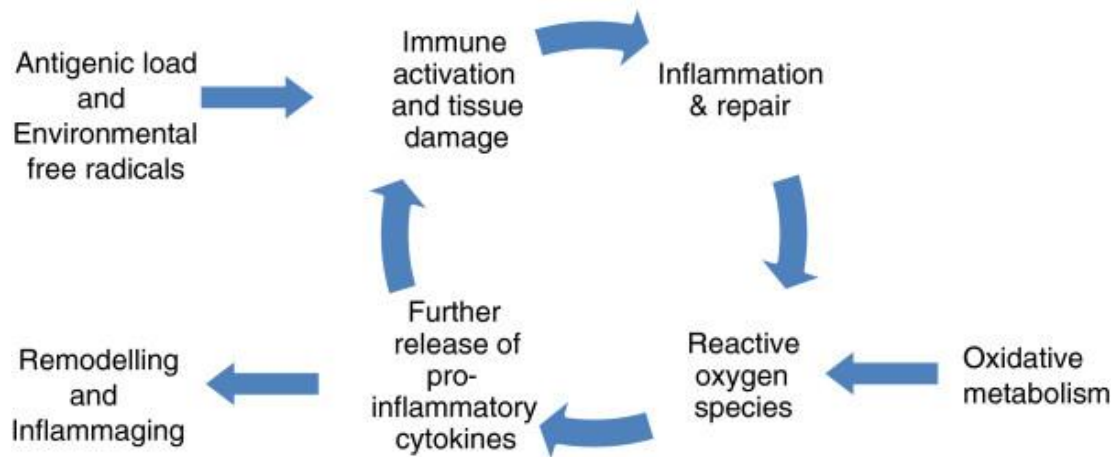 Antigenic load
and
Environmental
free radicals
Immune
activation
and tissue
damage
Inflammation
& repair
Remodelling
and
Inflammaging
Further
release of
pro-
inflammatory
cytokines
Reactive
oxygen
species
Oxidative
metabolism